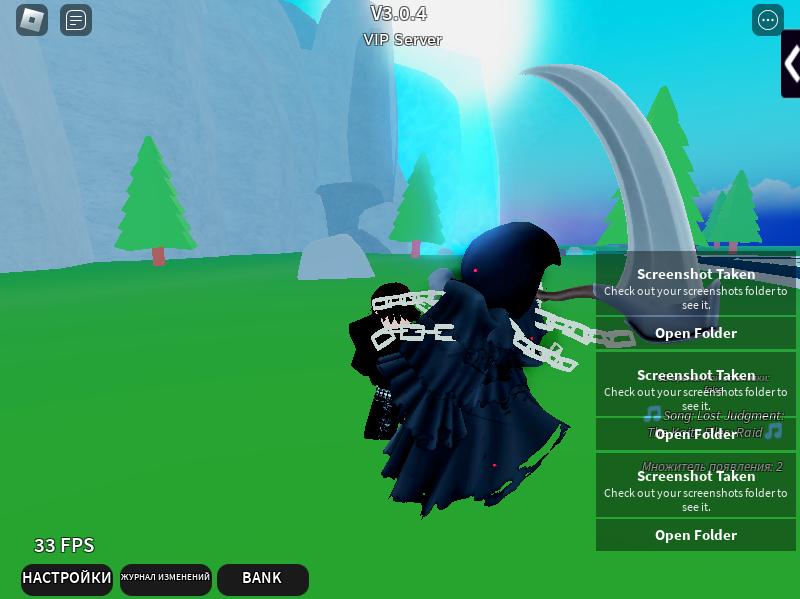 V3.0.4
VIP Server
Screenshot Taken
Check out your screenshots folder to
see it.
Open Folder
Screenshot Taken
Check out your screenshots folder to
see it.
🎵Song: Lost Judgment:
Raid🎵
Open Folder
Множитель появления: 2
Screenshot Taken
Check out your screenshots folder to
see it.
Open Folder
33 FPS
НАСТРОЙКИ
ЖУРНАЛ ИЗМЕНЕНИЙ
BANK